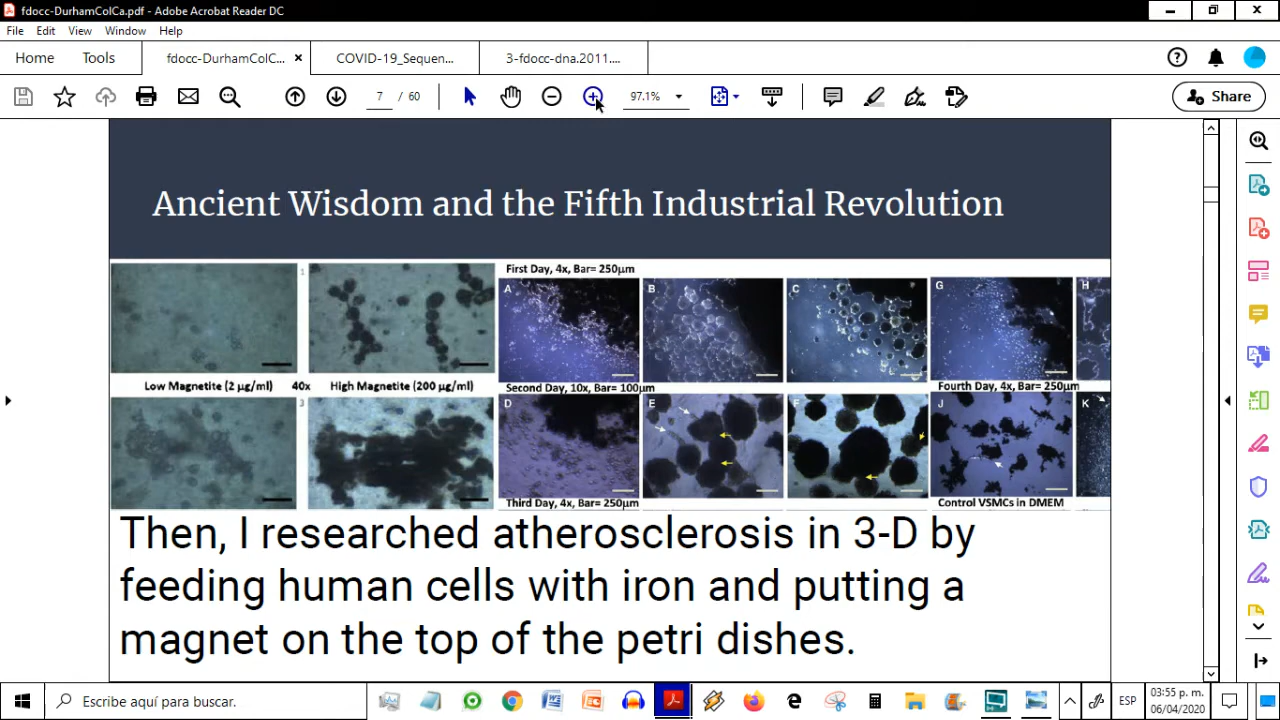 fdocc-DurhamColCa.pdf - Adobe Acrobat Reader DC
File Edit View Window Help
Home Tools fdocc-DurhamColC... × COVID-19_Sequen... 3-fdocc-dna.2011....
7 / 60 97.1% Share
Ancient Wisdom and the Fifth Industrial Revolution
First Day, 4x, Bar= 250µm
1 A B C G H
Low Magnetite (2 µg/ml) 40x High Magnetite (200 µg/ml)
Second Day, 10x, Bar= 100µm Fourth Day, 4x, Bar= 250µm
3 D E F J K
Third Day, 4x, Bar= 250µm Control VSMCs in DMEM
Then, I researched atherosclerosis in 3-D by
feeding human cells with iron and putting a
magnet on the top of the petri dishes.
Escribe aquí para buscar. ESP 03:55 p. m.
06/04/2020